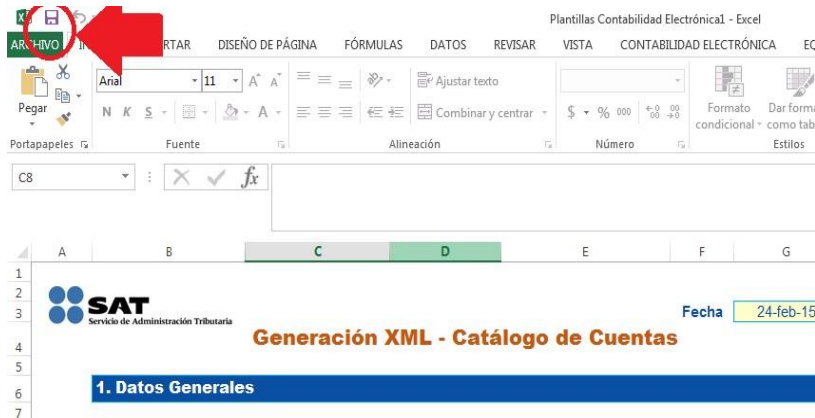 Plantillas Contabilidad Electrónica1 - Excel
ARCHIVO RTAR DISEÑO DE PÁGINA FÓRMULAS DATOS REVISAR VISTA CONTABILIDAD ELECTRÓNICA EQ
Pegar
Arial 11 A A Ajustar texto
N K S A Combinar y centrar $ % 000
Formato condicional
Dar forma como tab
Portapapeles Fuente Alineación Número Estilos
C8 fx
A B C D E F G
1
2
3 SAT Fecha 24-feb-15
Servicio de Administración Tributaria
4 Generación XML - Catálogo de Cuentas
5
6 1. Datos Generales
7